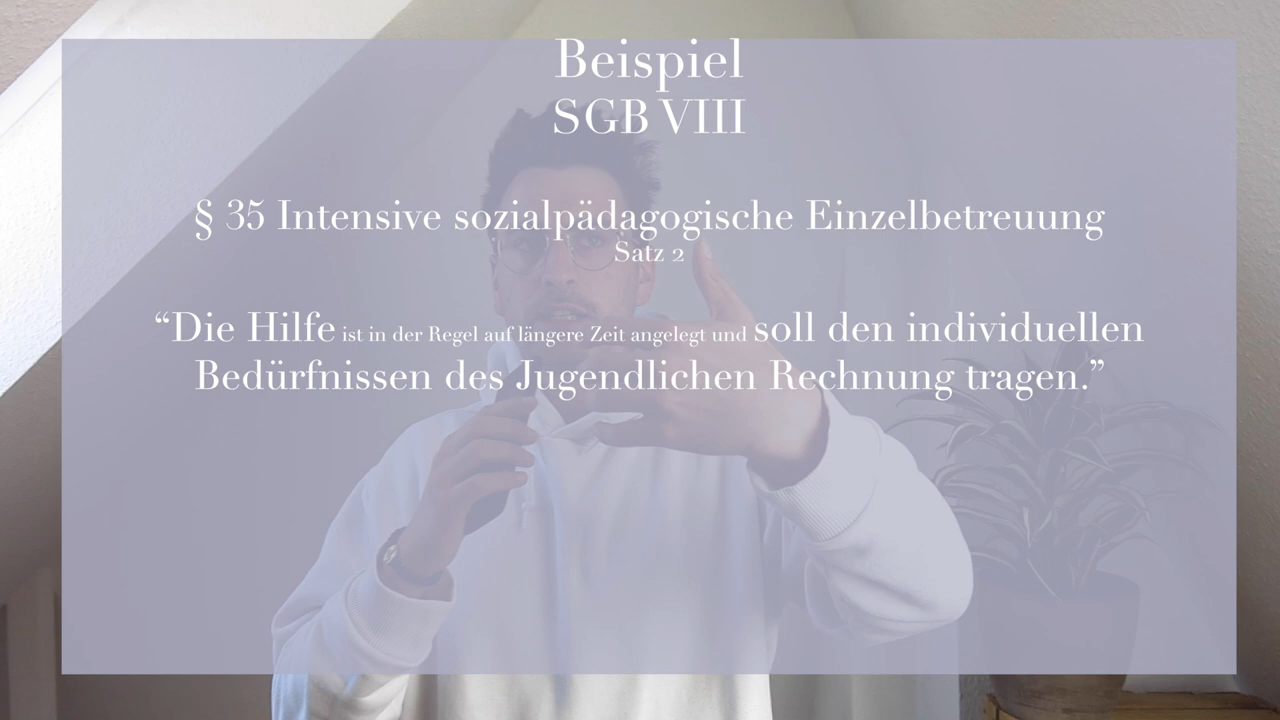 Beispiel
SGB VIII
§ 35 Intensive sozialpädagogische Einzelbetreuung
Satz 2
“Die Hilfe ist in der Regel auf längere Zeit angelegt und soll den individuellen
Bedürfnissen des Jugendlichen Rechnung tragen.”